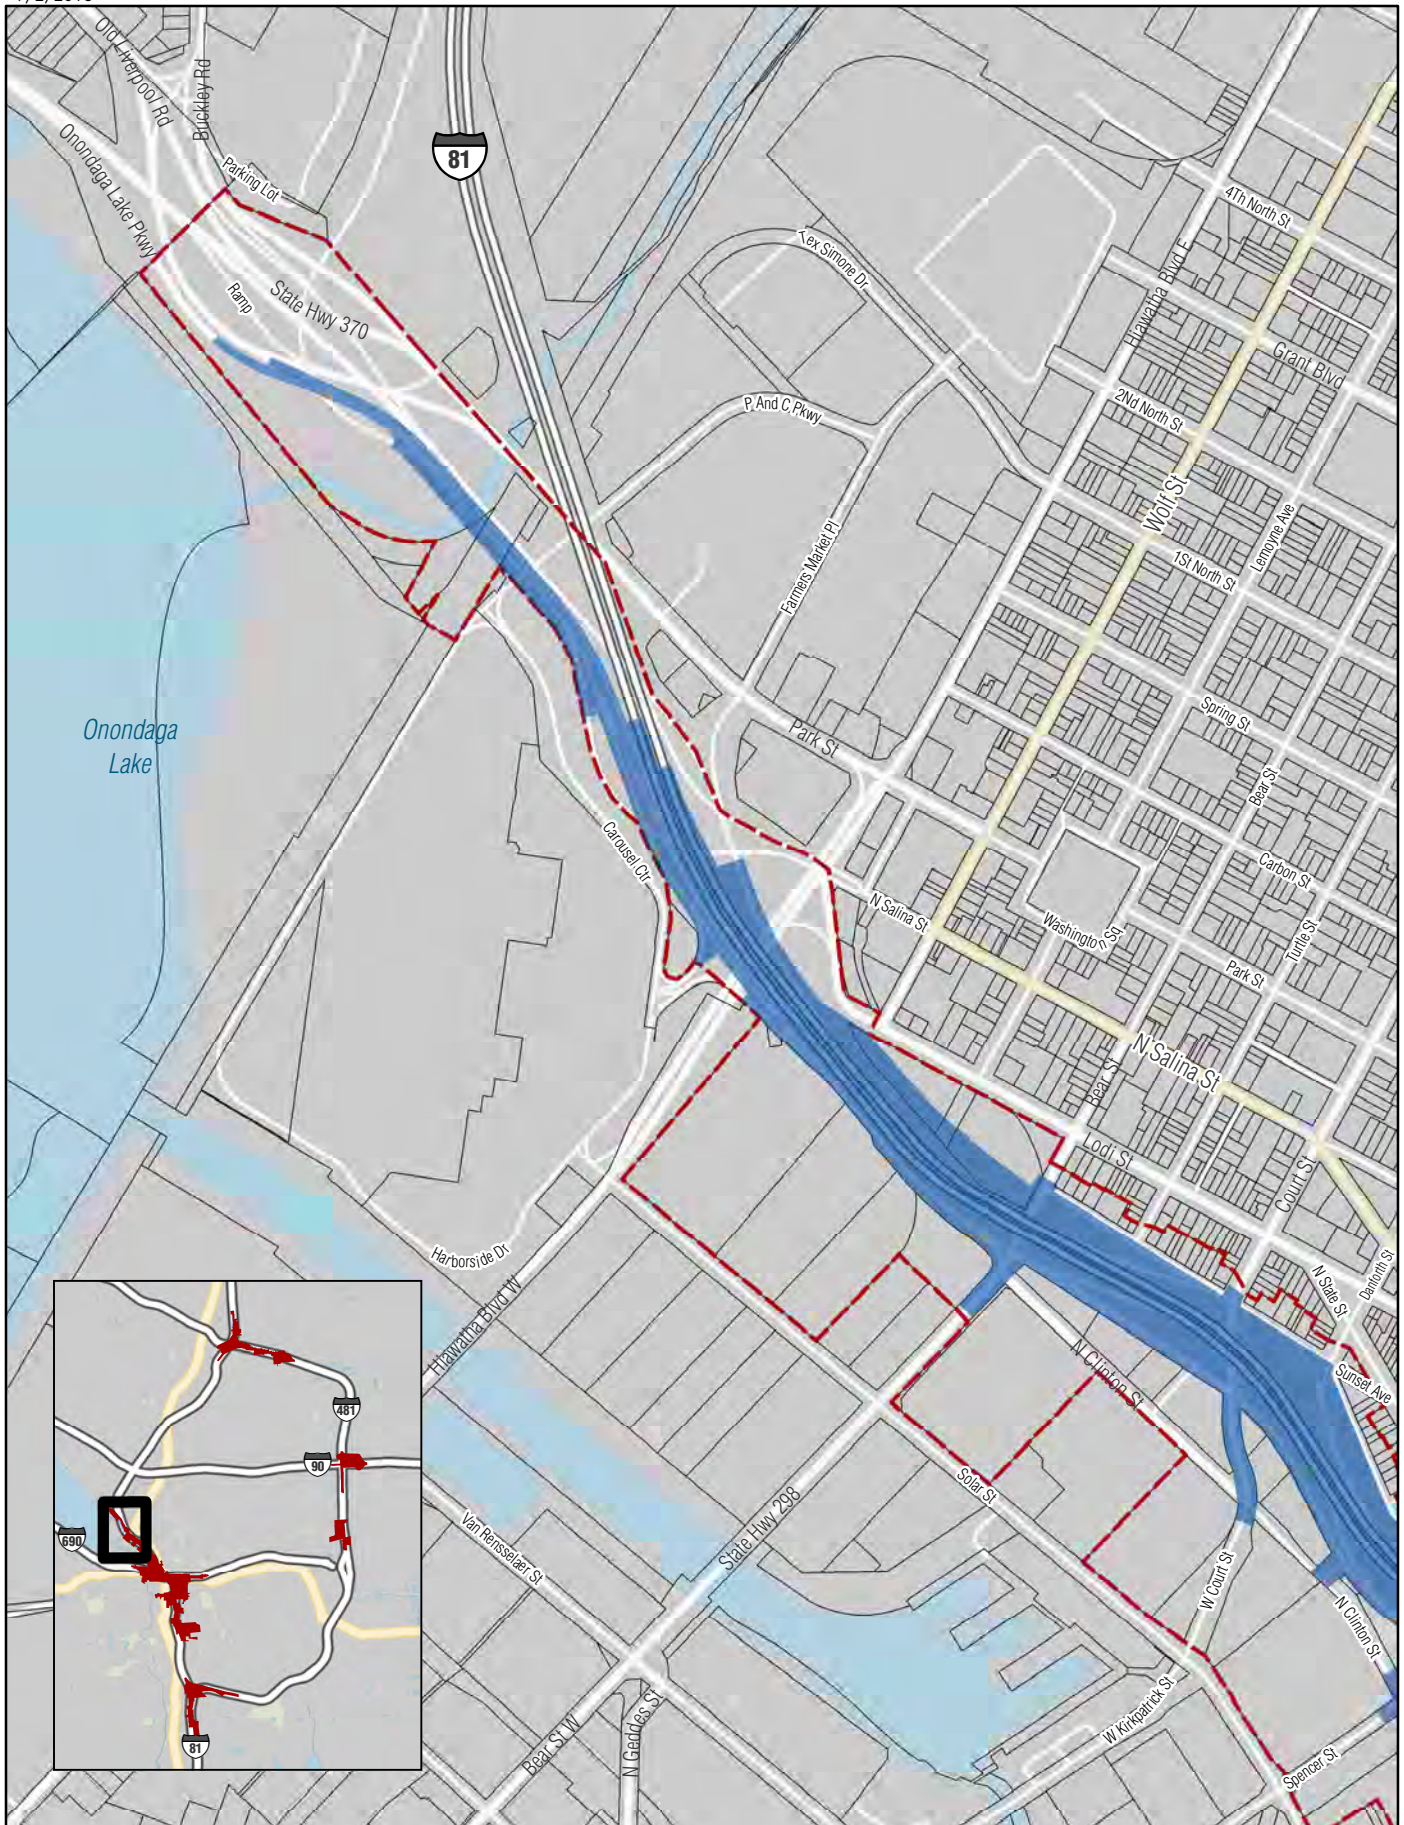 Old Liverpool Rd
Buckley Rd
Onondaga Lake Pkwy
Parking Lot
81
Ramp
State Hwy 370
Tex Simone Dr
4Th North St
Hiawatha Blvd E
Grant Blvd
P And C Pkwy
2Nd North St
Wolf St
Lemoyne Ave
1St North St
Farmers Market Pl
Spring St
Onondaga
Lake
Park St
Bear St
Carousel Ctr
Carbon St
N Salina St
Washington Sq
Turtle St
Park St
N Salina St
Bear St
Lodi St
Court St
Harborside Dr
Danforth St
N State St
Hiawatha Blvd W
N Clinton St
Sunset Ave
481
90
690
81
Solar St
State Hwy 298
Van Rensselaer St
W Court St
N Clinton St
W Kirkpatrick St
N Geddes St
Bear St W
Spencer St